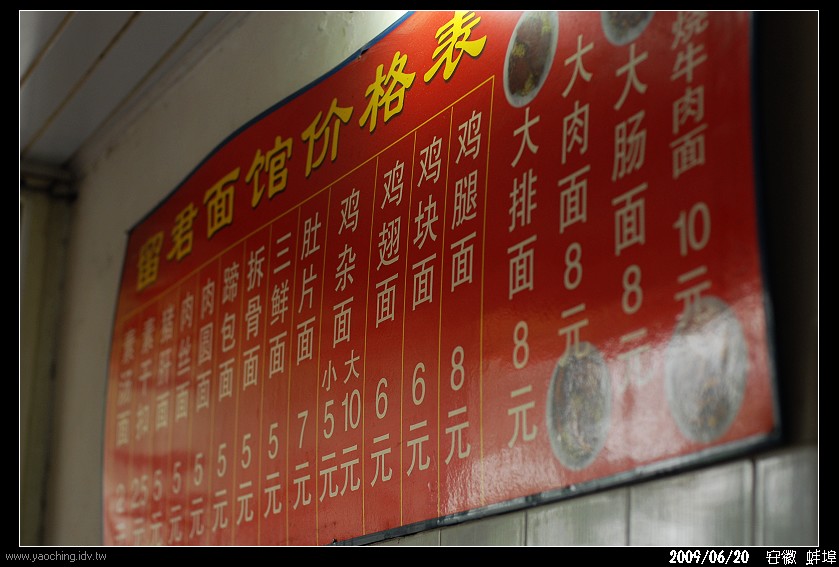 留君面馆价格表
猪肝面 5元
肉丝面 5元
肉圆面 5元
蹄包面 5元
拆骨面 5元
三鲜面 5元
肚片面 7元
鸡杂面 小5元 大10元
鸡翅面 6元
鸡块面 6元
鸡腿面 8元
大排面 8元
大肉面 8元
大肠面 8元
烧牛肉面 10元
www.yaoching.idv.tw
2009/06/20 安徽 蚌埠